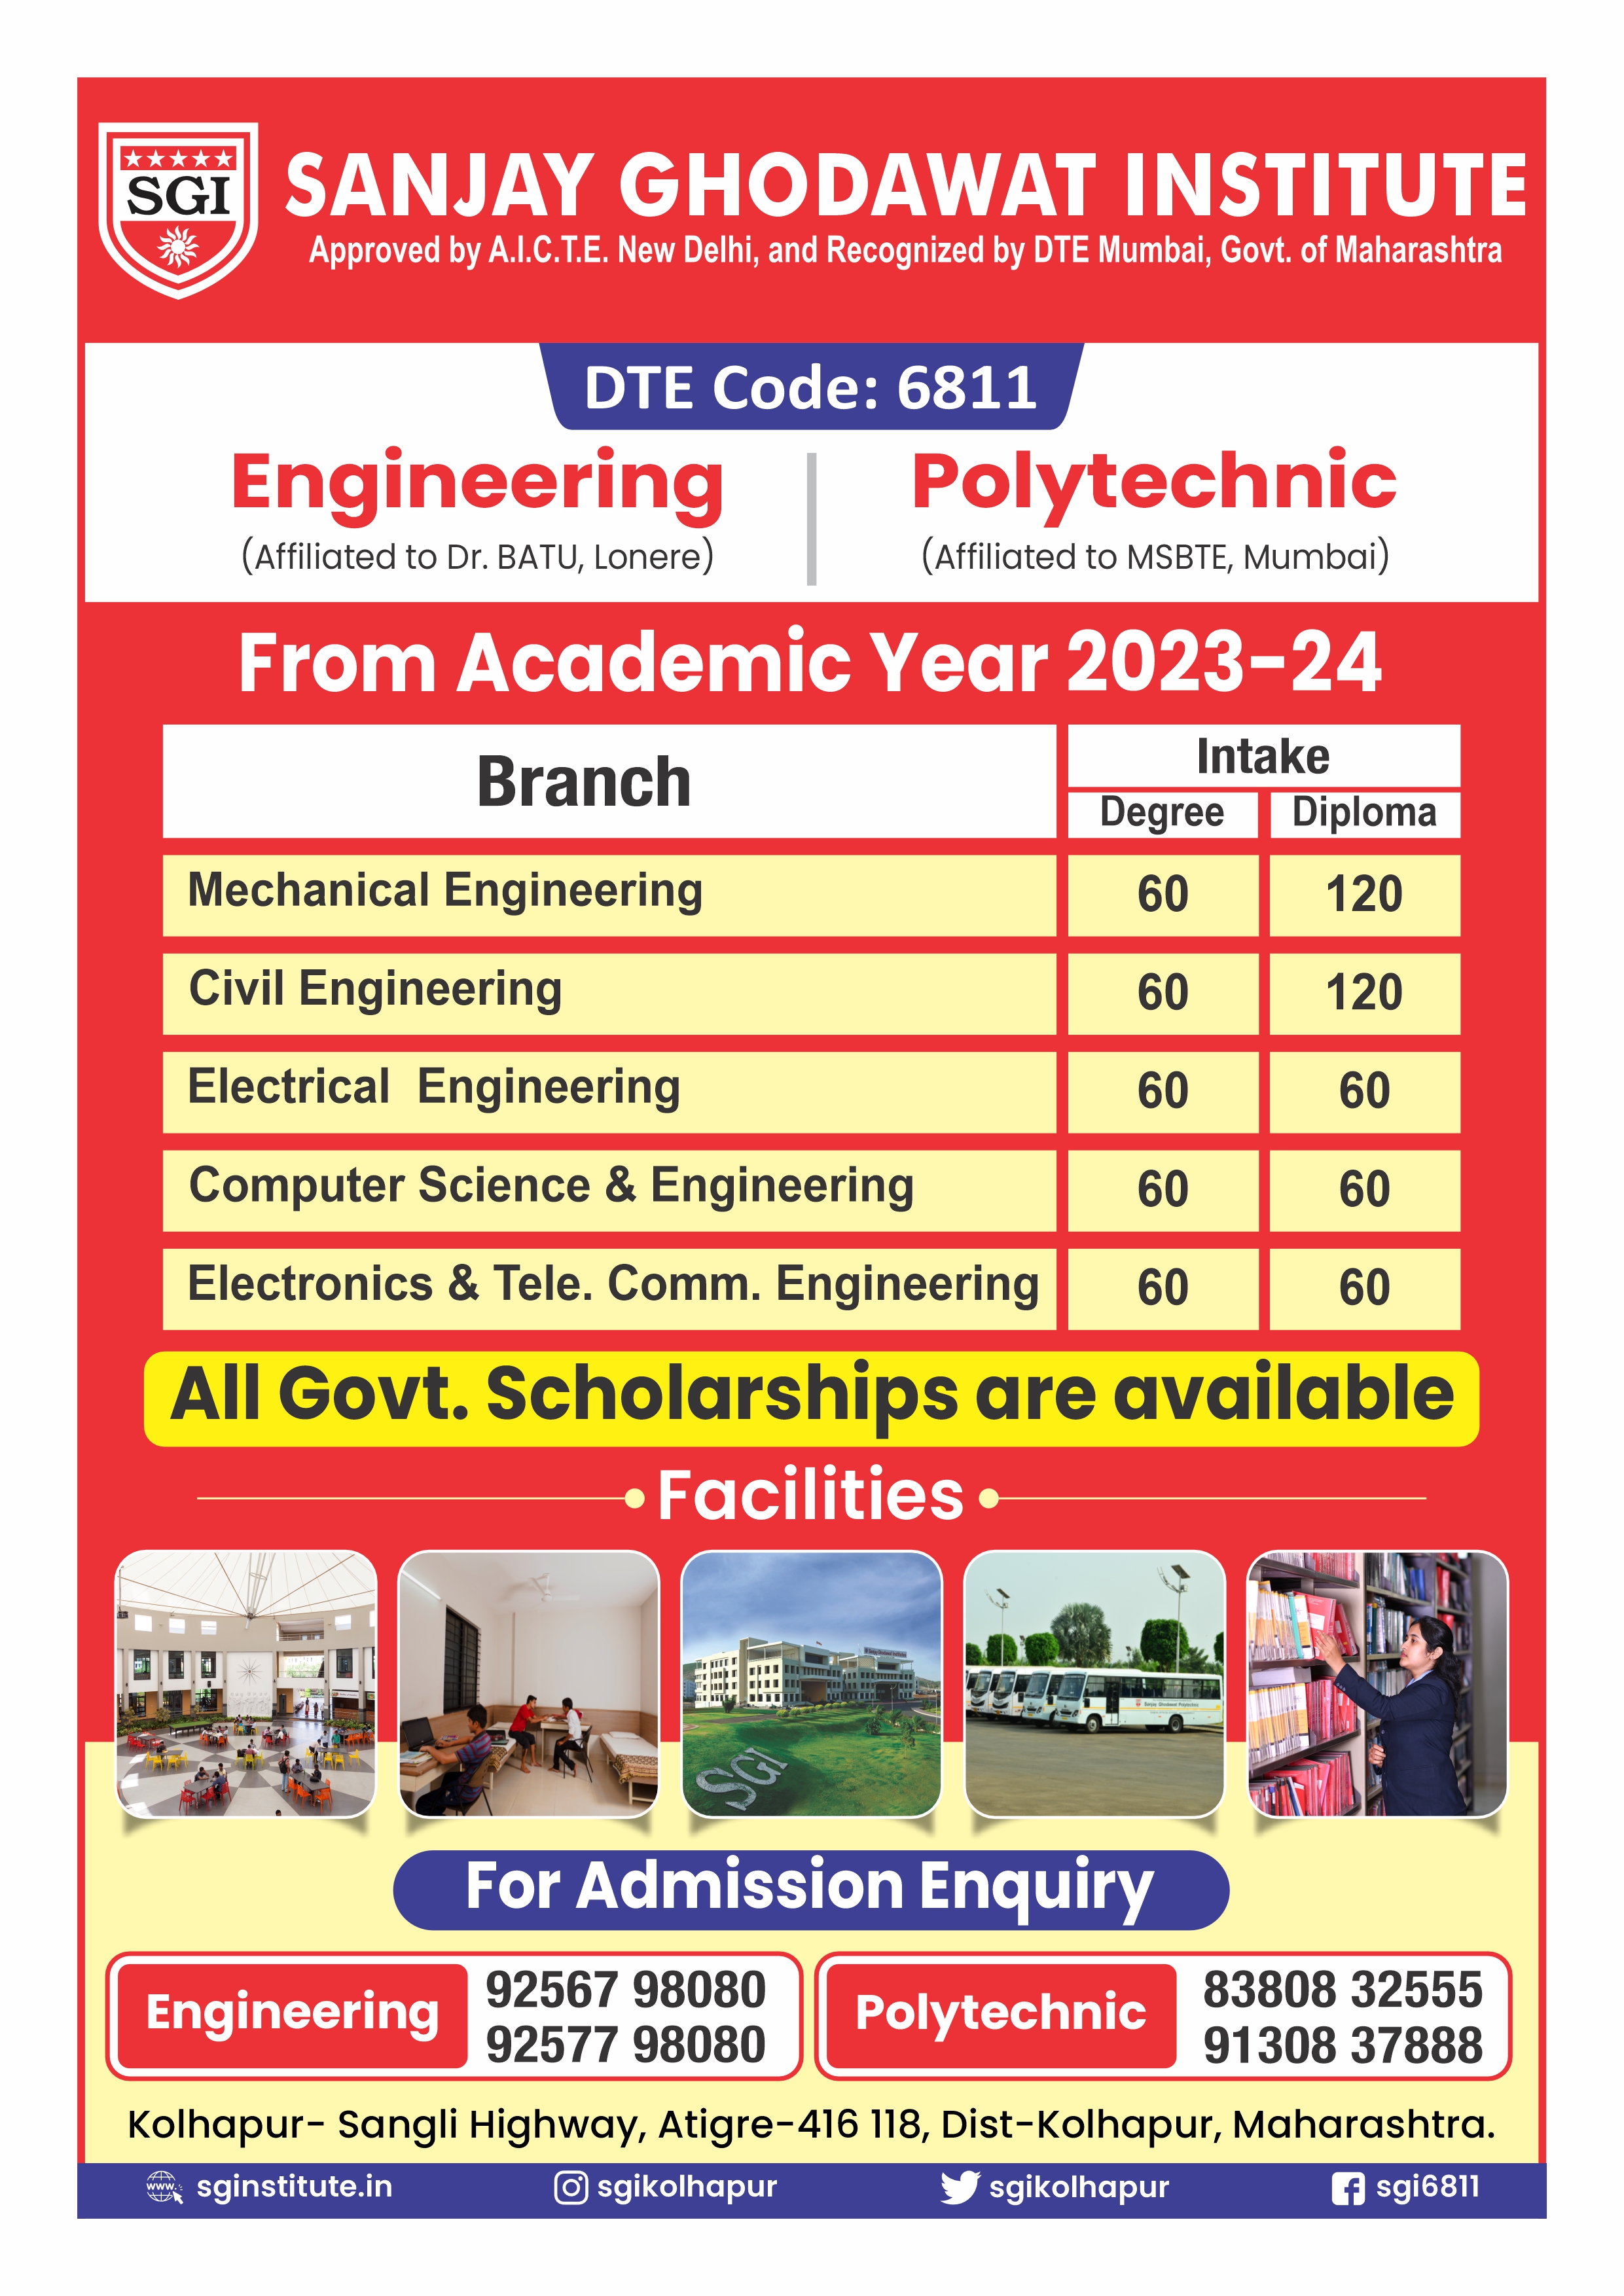 SGI
SANJAY GHODAWAT INSTITUTE
Approved by A.I.C.T.E. New Delhi, and Recognized by DTE Mumbai, Govt. of Maharashtra
DTE Code: 6811
Engineering
(Affiliated to Dr. BATU, Lonere)
Polytechnic
(Affiliated to MSBTE, Mumbai)
From Academic Year 2023-24
Branch
Intake
Degree Diploma
Mechanical Engineering 60 120
Civil Engineering 60 120
Electrical Engineering 60 60
Computer Science & Engineering 60 60
Electronics & Tele. Comm. Engineering 60 60
All Govt. Scholarships are available
Facilities
SGI
Sanjay Ghodawat Polytechnic
For Admission Enquiry
Engineering
92567 98080
92577 98080
Polytechnic
83808 32555
91308 37888
Kolhapur- Sangli Highway, Atigre-416 118, Dist-Kolhapur, Maharashtra.
www. sginstitute.in sgikolhapur sgikolhapur sgi6811